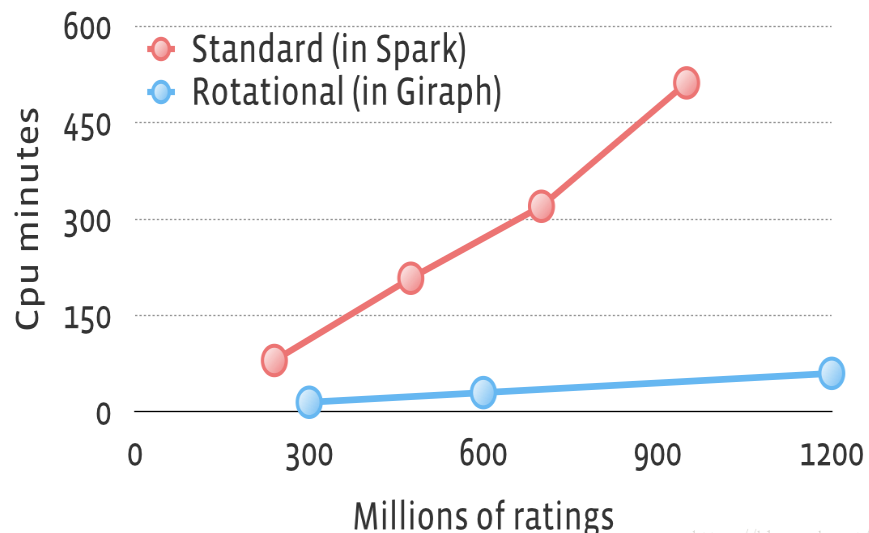 600
Standard (in Spark)
Rotational (in Giraph)
450
300
150
0
Cpu minutes
0 300 600 900 1200
Millions of ratings